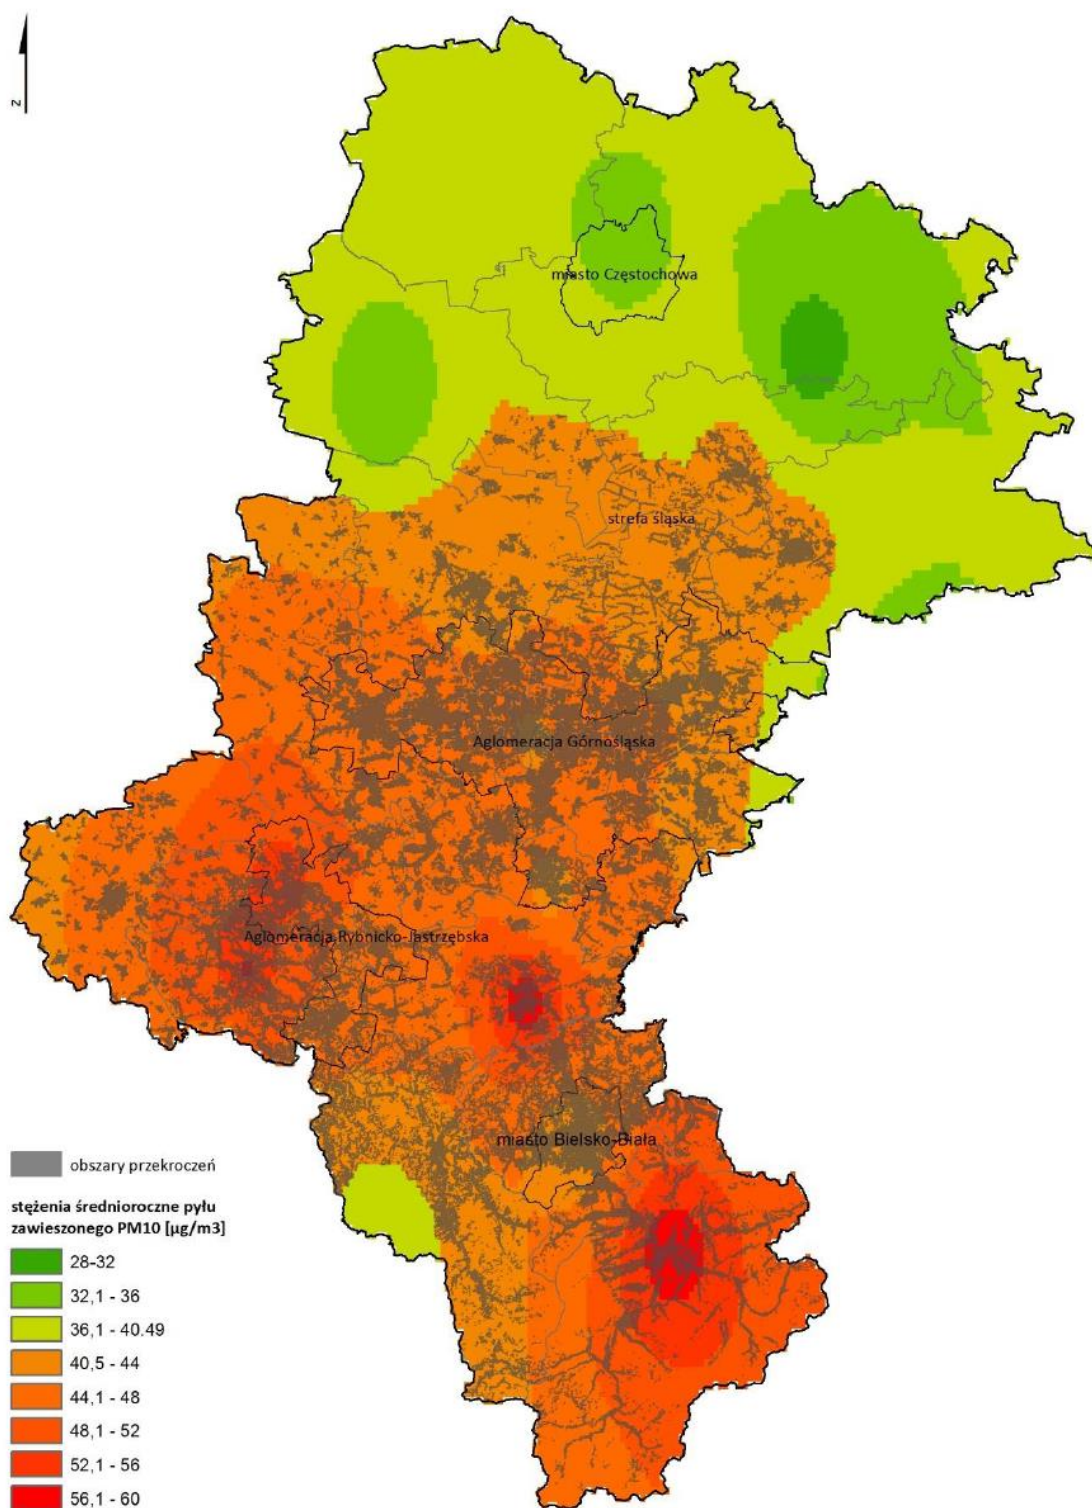 z
miasto Częstochowa
strefa śląska
Aglomeracja Górnośląska
Aglomeracja Rybnicko-Jastrzębska
miasto Bielsko-Biała
obszary przekroczeń
stężenia średnioroczne pyłu
zawieszonego PM10 [µg/m3]
28-32
32,1 - 36
36,1 - 40.49
40,5 - 44
44,1 - 48
48,1 - 52
52,1 - 56
56,1 - 60